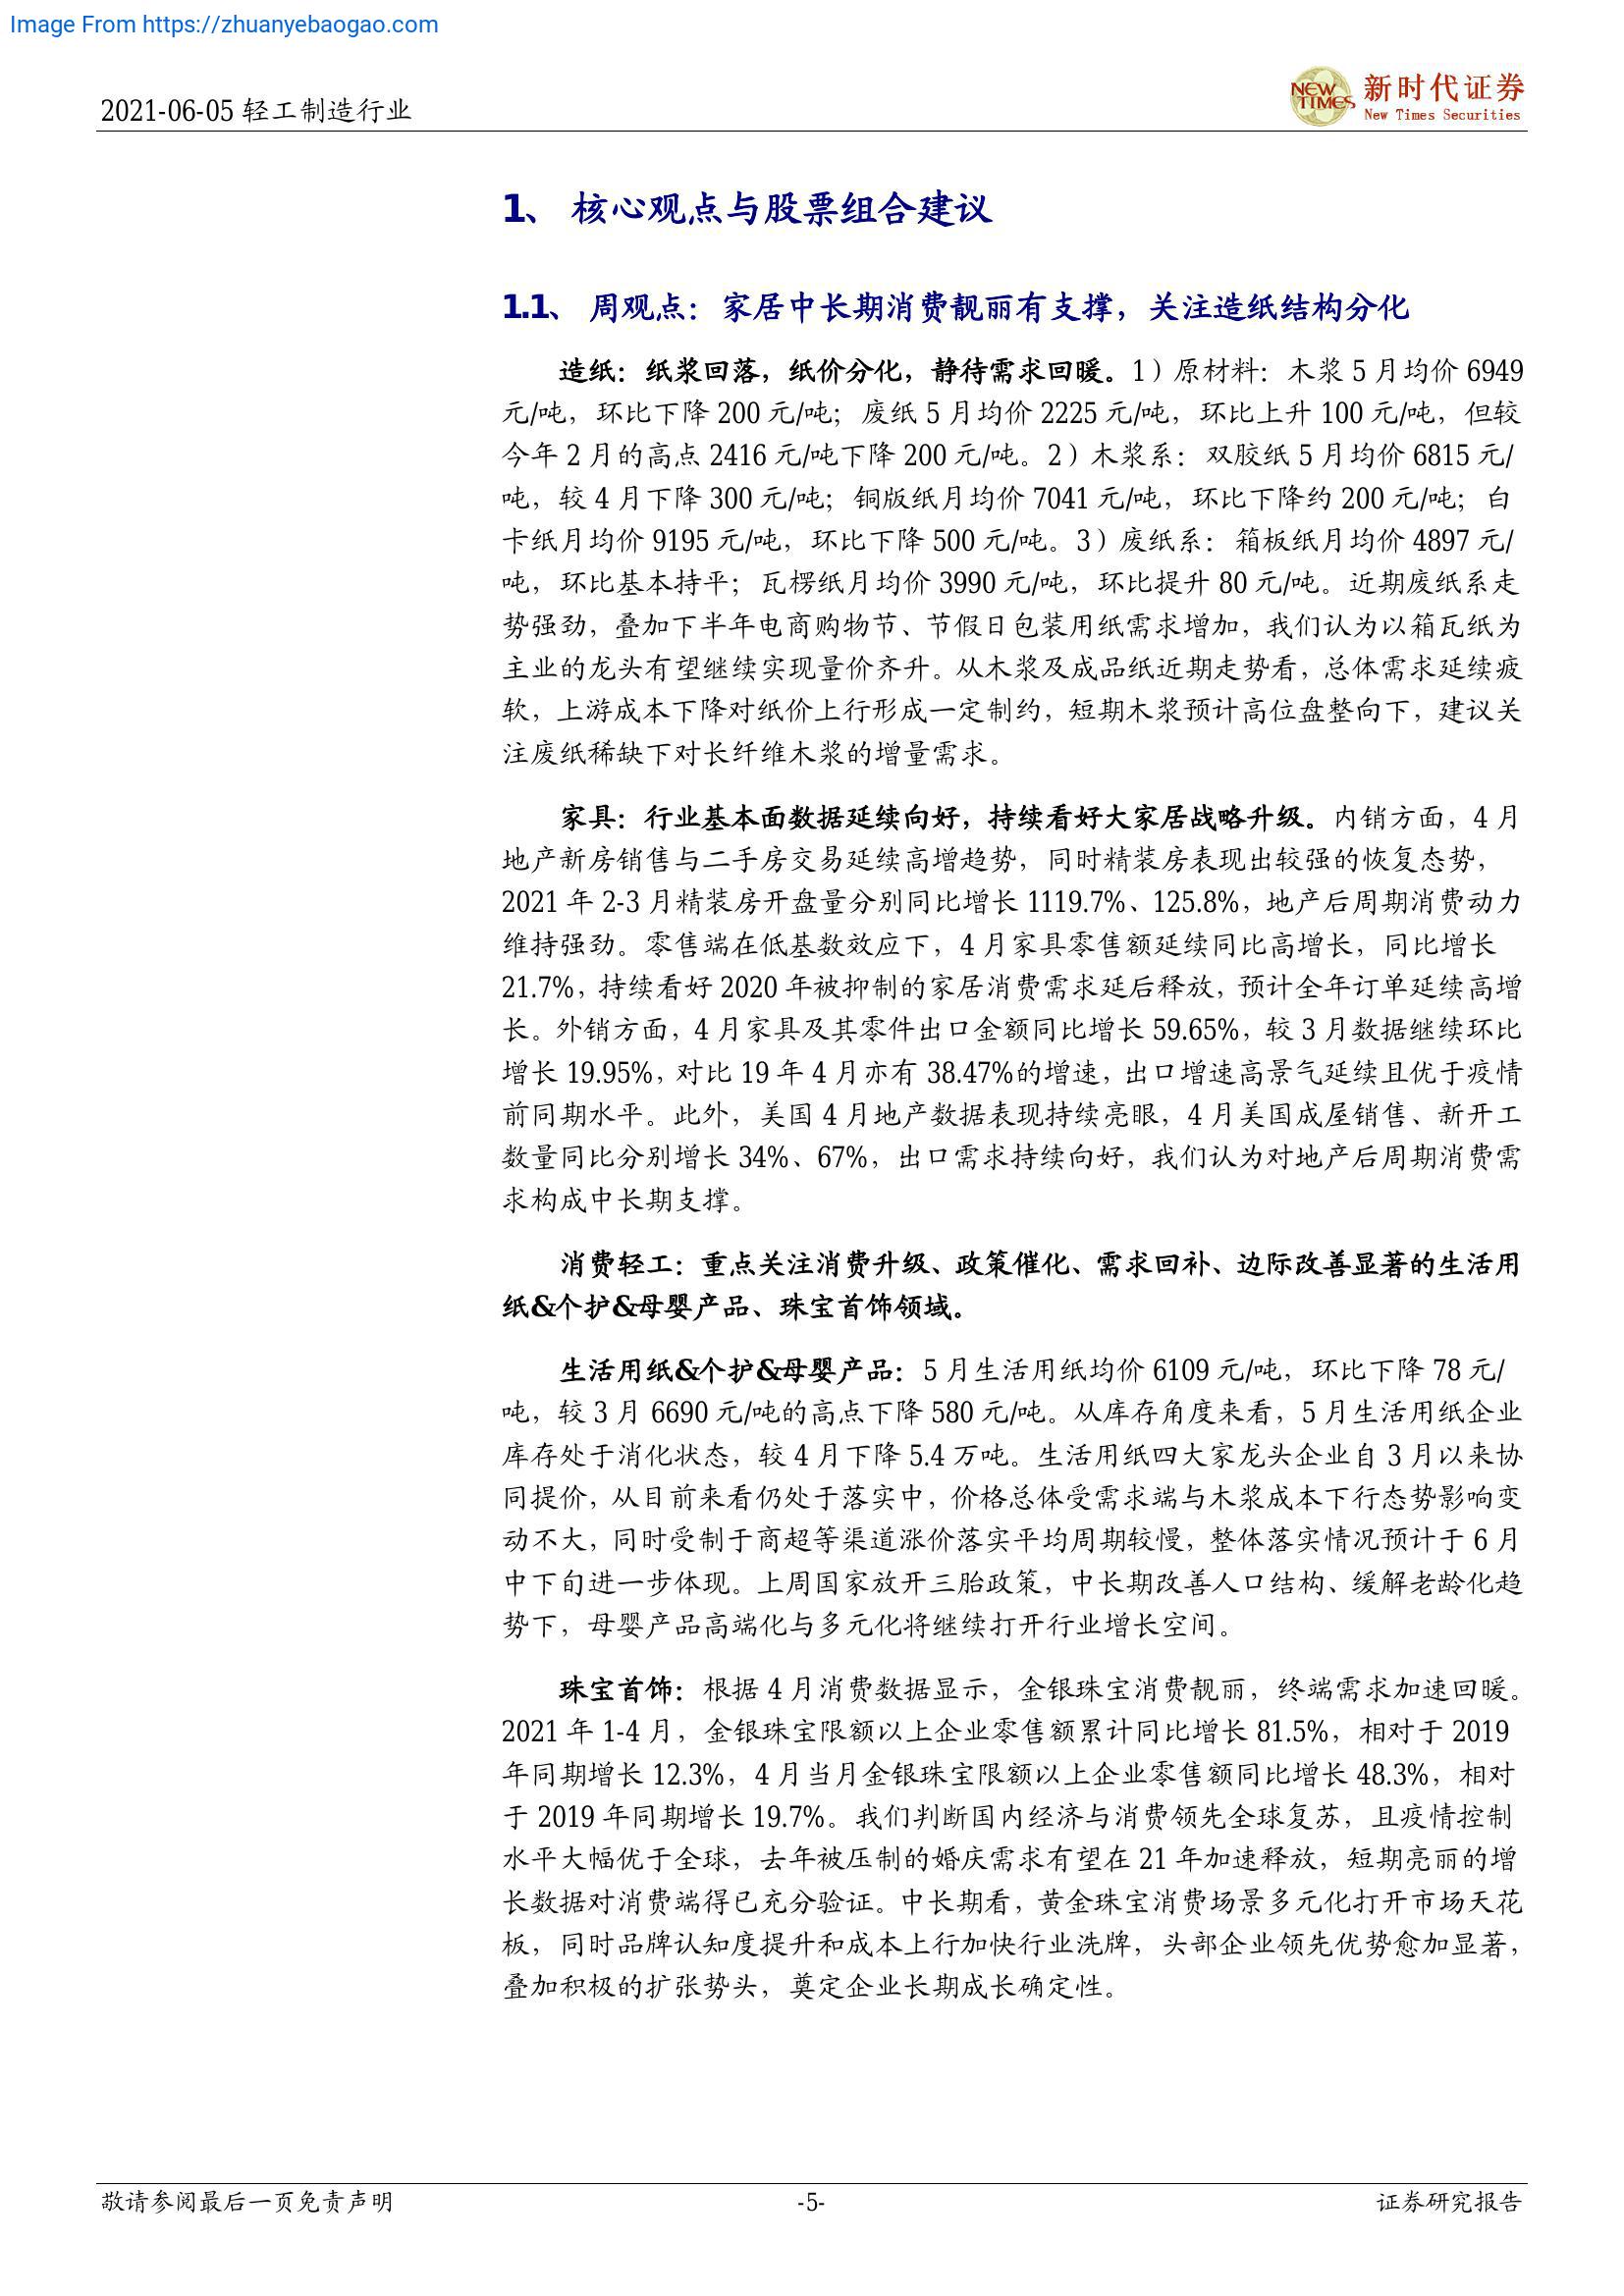 Image From https://zhuanyebaogao.com
2021-06-05 轻工制造行业
NEW TIMES
新时代证券
New Times Securities
1、 核心观点与股票组合建议
1.1、 周观点：家居中长期消费靓丽有支撑，关注造纸结构分化
造纸：纸浆回落，纸价分化，静待需求回暖。1）原材料：木浆 5 月均价 6949
元/吨，环比下降 200 元/吨；废纸 5 月均价 2225 元/吨，环比上升 100 元/吨，但较
今年 2 月的高点 2416 元/吨下降 200 元/吨。2）木浆系：双胶纸 5 月均价 6815 元/
吨，较 4 月下降 300 元/吨；铜版纸月均价 7041 元/吨，环比下降约 200 元/吨；白
卡纸月均价 9195 元/吨，环比下降 500 元/吨。3）废纸系：箱板纸月均价 4897 元/
吨，环比基本持平；瓦楞纸月均价 3990 元/吨，环比提升 80 元/吨。近期废纸系走
势强劲，叠加下半年电商购物节、节假日包装用纸需求增加，我们认为以箱瓦纸为
主业的龙头有望继续实现量价齐升。从木浆及成品纸近期走势看，总体需求延续疲
软，上游成本下降对纸价上行形成一定制约，短期木浆预计高位盘整向下，建议关
注废纸稀缺下对长纤维木浆的增量需求。
家具：行业基本面数据延续向好，持续看好大家居战略升级。内销方面，4 月
地产新房销售与二手房交易延续高增趋势，同时精装房表现出较强的恢复态势，
2021 年 2-3 月精装房开盘量分别同比增长 1119.7%、125.8%，地产后周期消费动力
维持强劲。零售端在低基数效应下，4 月家具零售额延续同比高增长，同比增长
21.7%，持续看好 2020 年被抑制的家居消费需求延后释放，预计全年订单延续高增
长。外销方面，4 月家具及其零件出口金额同比增长 59.65%，较 3 月数据继续环比
增长 19.95%，对比 19 年 4 月亦有 38.47%的增速，出口增速高景气延续且优于疫情
前同期水平。此外，美国 4 月地产数据表现持续亮眼，4 月美国成屋销售、新开工
数量同比分别增长 34%、67%，出口需求持续向好，我们认为对地产后周期消费需
求构成中长期支撑。
消费轻工：重点关注消费升级、政策催化、需求回补、边际改善显著的生活用
纸&个护&母婴产品、珠宝首饰领域。
生活用纸&个护&母婴产品：5 月生活用纸均价 6109 元/吨，环比下降 78 元/
吨，较 3 月 6690 元/吨的高点下降 580 元/吨。从库存角度来看，5 月生活用纸企业
库存处于消化状态，较 4 月下降 5.4 万吨。生活用纸四大家龙头企业自 3 月以来协
同提价，从目前来看仍处于落实中，价格总体受需求端与木浆成本下行态势影响变
动不大，同时受制于商超等渠道涨价落实平均周期较慢，整体落实情况预计于 6 月
中下旬进一步体现。上周国家放开三胎政策，中长期改善人口结构、缓解老龄化趋
势下，母婴产品高端化与多元化将继续打开行业增长空间。
珠宝首饰：根据 4 月消费数据显示，金银珠宝消费靓丽，终端需求加速回暖。
2021 年 1-4 月，金银珠宝限额以上企业零售额累计同比增长 81.5%，相对于 2019
年同期增长 12.3%，4 月当月金银珠宝限额以上企业零售额同比增长 48.3%，相对
于 2019 年同期增长 19.7%。我们判断国内经济与消费领先全球复苏，且疫情控制
水平大幅优于全球，去年被压制的婚庆需求有望在 21 年加速释放，短期亮丽的增
长数据对消费端得已充分验证。中长期看，黄金珠宝消费场景多元化打开市场天花
板，同时品牌认知度提升和成本上行加快行业洗牌，头部企业领先优势愈加显著，
叠加积极的扩张势头，奠定企业长期成长确定性。
敬请参阅最后一页免责声明
-5-
证券研究报告